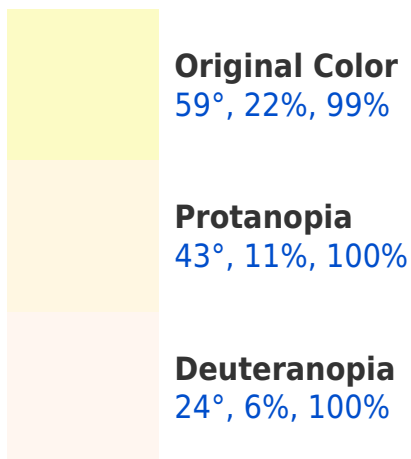 Original Color
59°, 22%, 99%
Protanopia
43°, 11%, 100%
Deuteranopia
24°, 6%, 100%